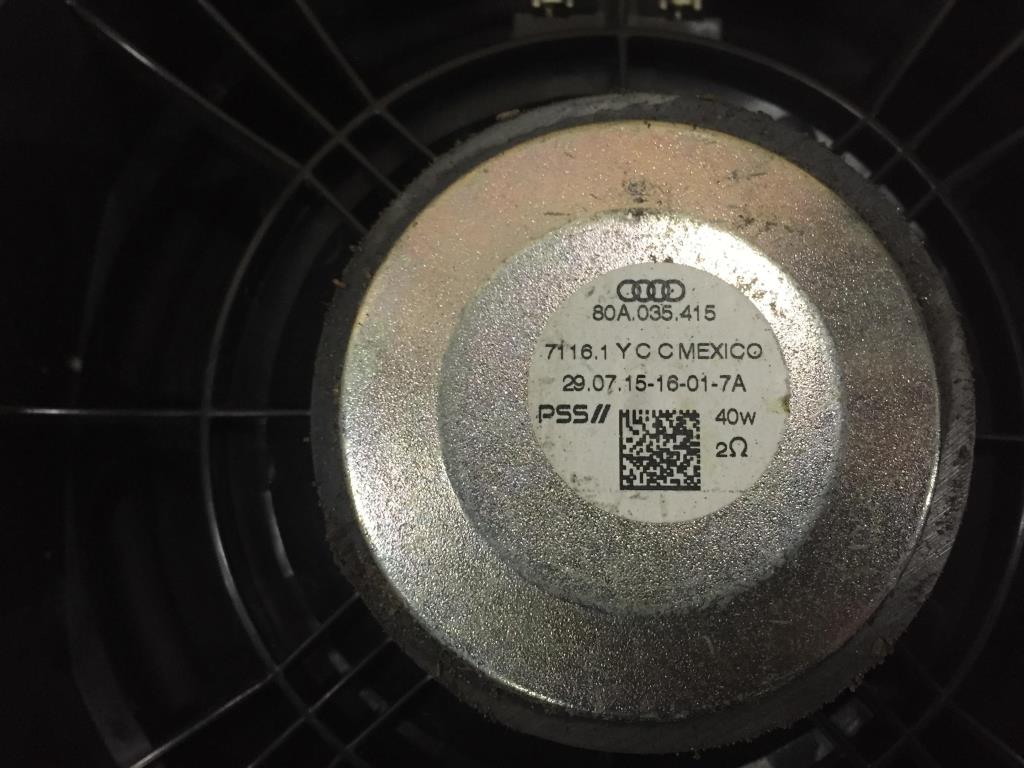 80A.035.415
7116.1 Y C C MEXICO
29.07.15-16-01-7A
PSS// 40w
2Ω